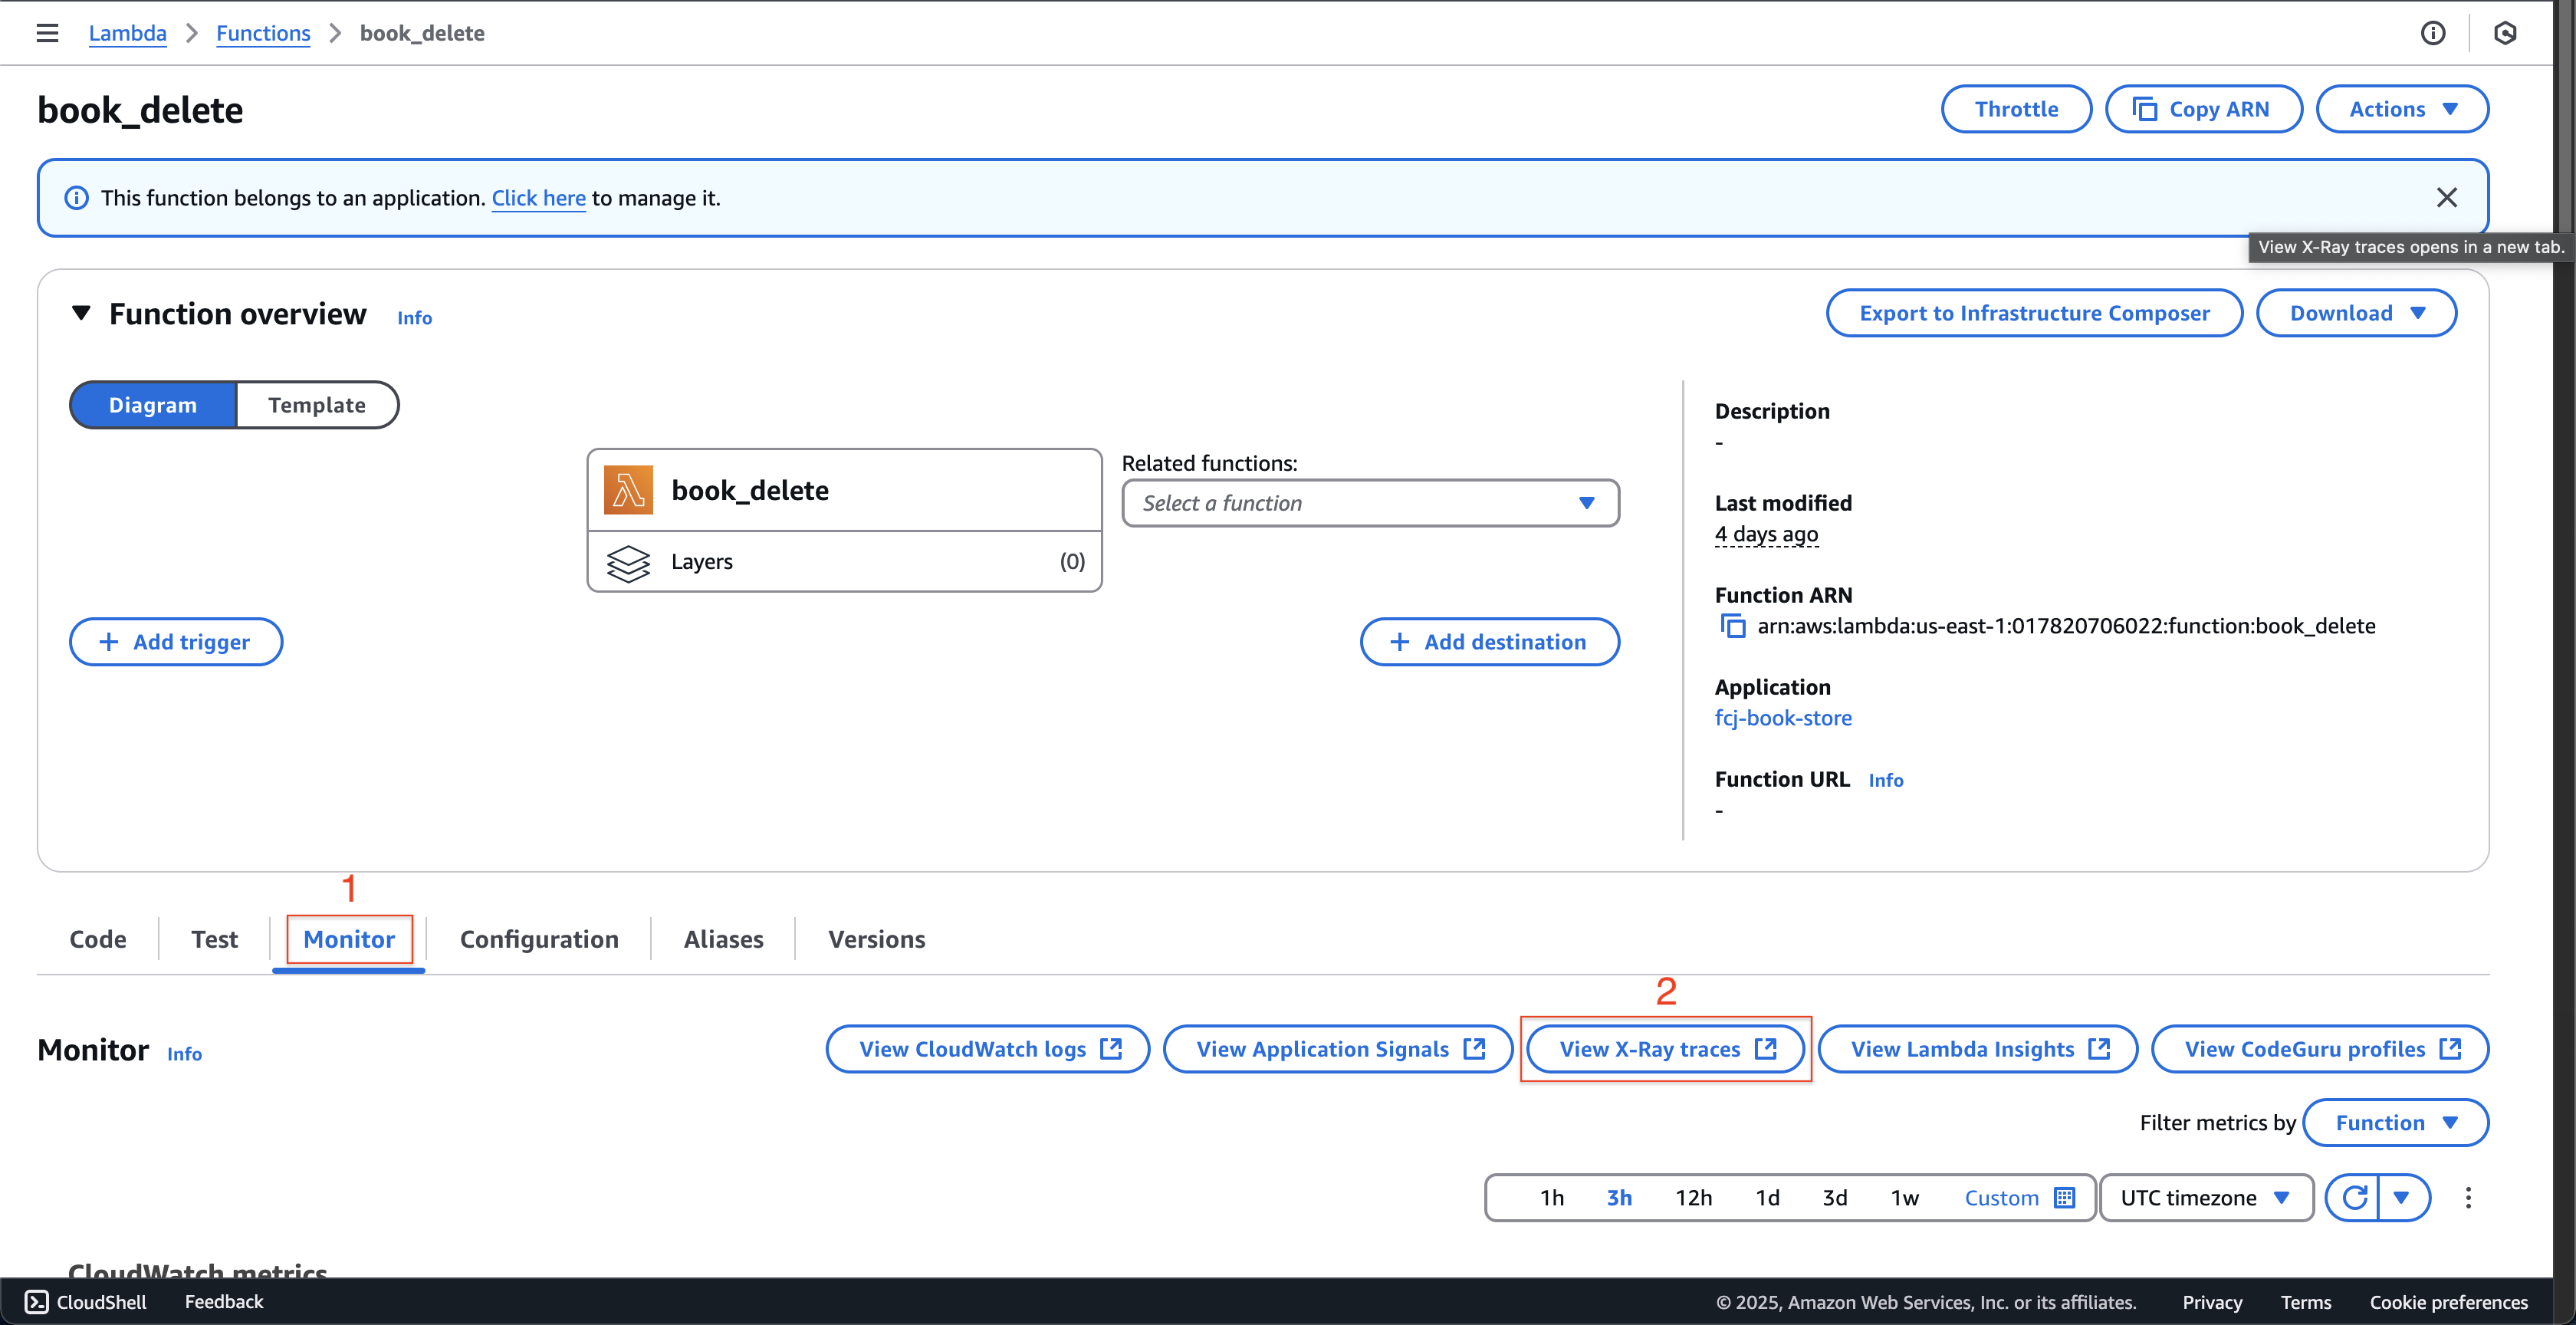 Lambda > Functions > book_delete
book_delete
Throttle
Copy ARN
Actions
This function belongs to an application. Click here to manage it.
View X-Ray traces opens in a new tab.
Function overview Info
Export to Infrastructure Composer
Download
Diagram
Template
book_delete
Layers (0)
Related functions:
Select a function
+ Add trigger
+ Add destination
Description
-
Last modified
4 days ago
Function ARN
arn:aws:lambda:us-east-1:017820706022:function:book_delete
Application
fcj-book-store
Function URL Info
-
1
Code
Test
Monitor
Configuration
Aliases
Versions
2
Monitor Info
View CloudWatch logs
View Application Signals
View X-Ray traces
View Lambda Insights
View CodeGuru profiles
Filter metrics by Function
1h 3h 12h 1d 3d 1w Custom
UTC timezone
CloudWatch metrics
CloudShell
Feedback
© 2025, Amazon Web Services, Inc. or its affiliates.
Privacy
Terms
Cookie preferences